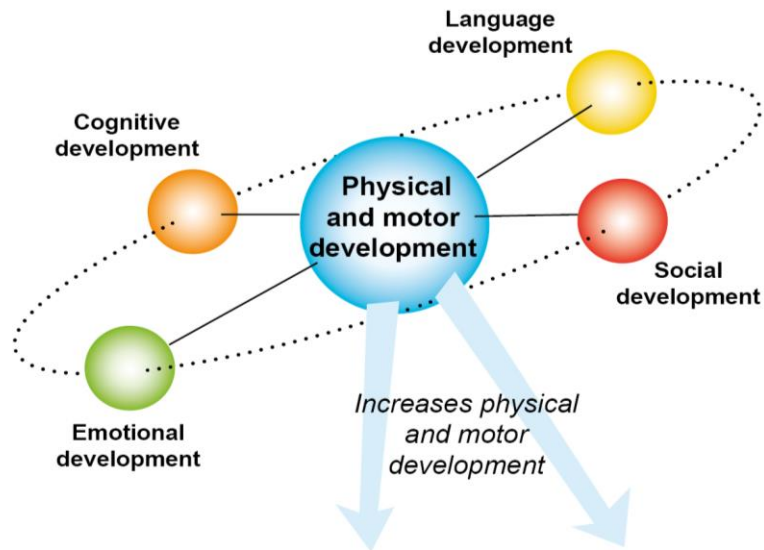 Language
development
Cognitive
development
Physical
and motor
development
Social
development
Increases physical
and motor
development
Emotional
development